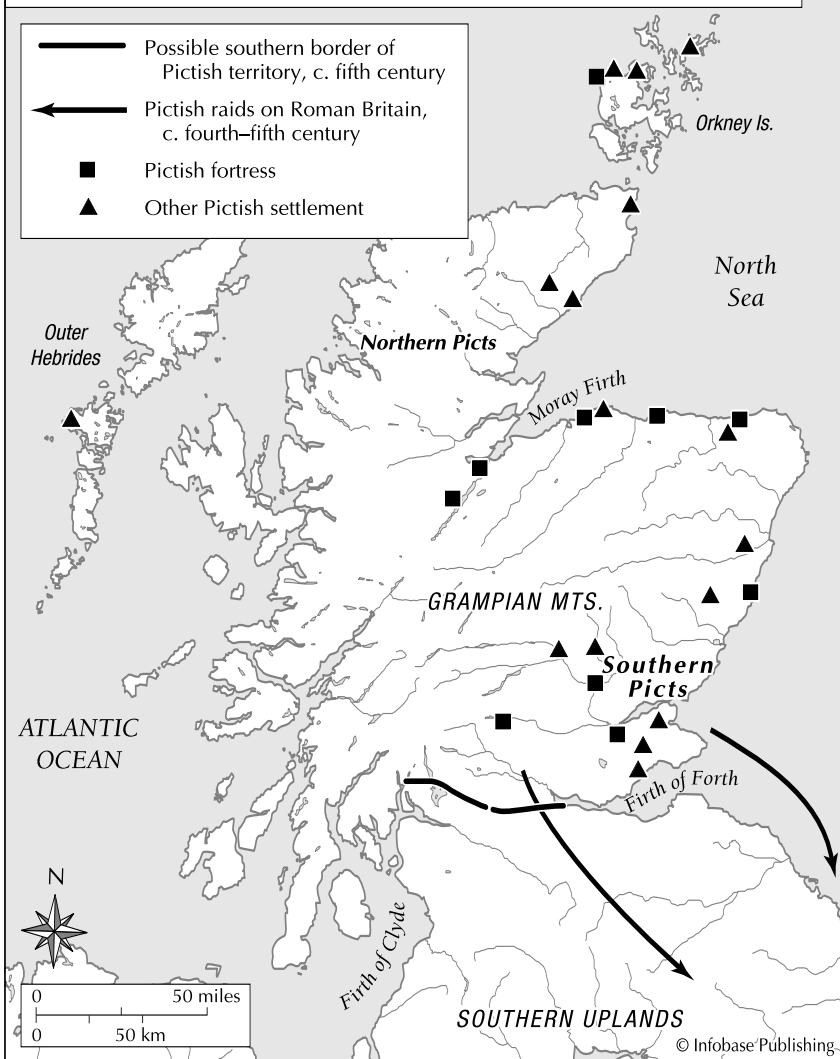 Possible southern border of
Pictish territory, c. fifth century
Pictish raids on Roman Britain,
c. fourth–fifth century
Pictish fortress
Other Pictish settlement
Orkney Is.
North
Sea
Outer
Hebrides
Northern Picts
Moray Firth
GRAMPIAN MTS.
Southern
Picts
ATLANTIC
OCEAN
Firth of Forth
N
Firth of Clyde
0 50 miles
0 50 km
SOUTHERN UPLANDS
© Infobase Publishing